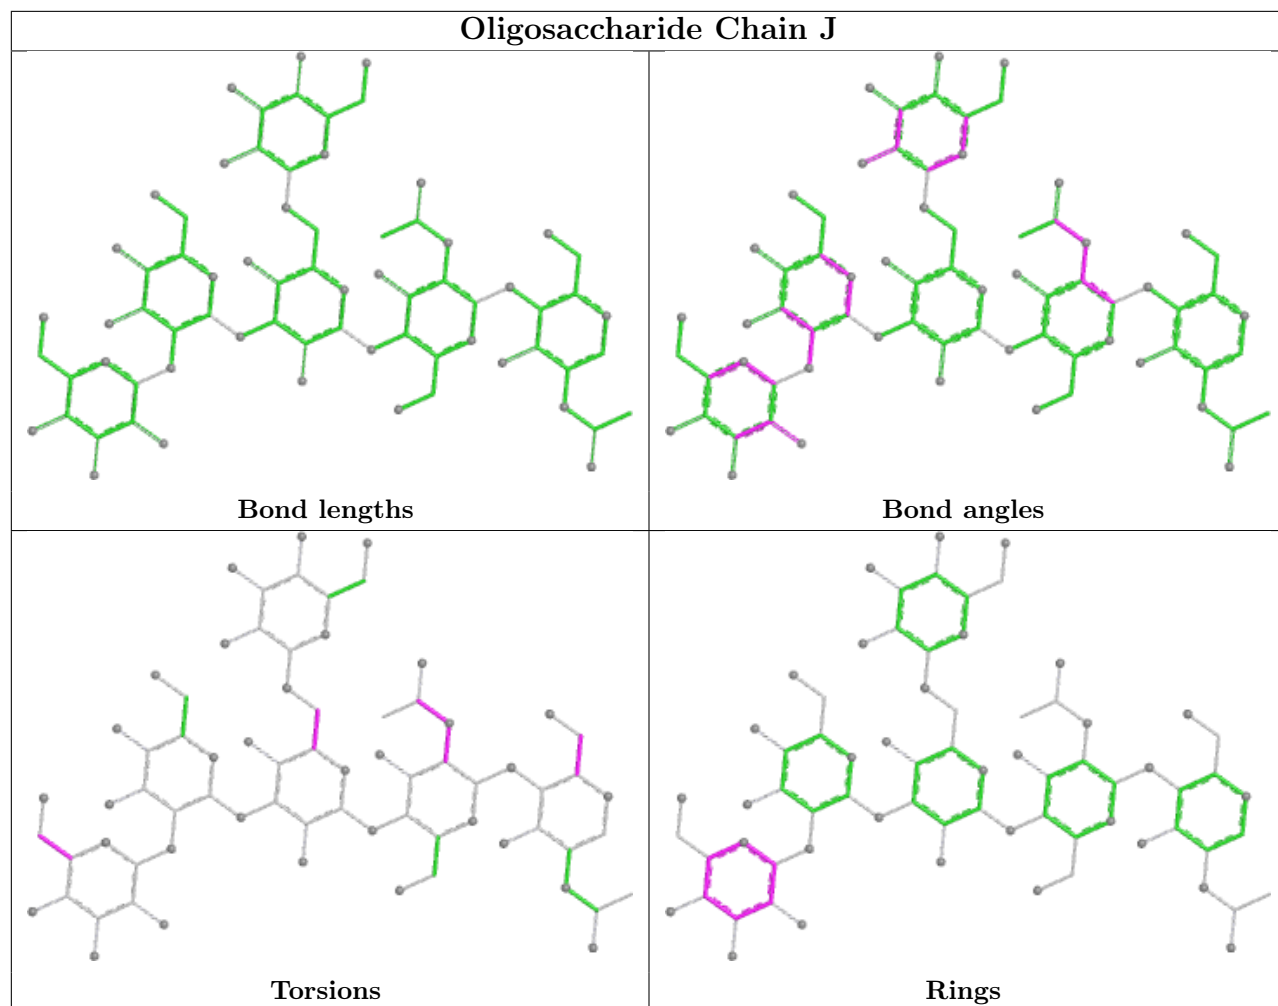 Oligosaccharide Chain J
Bond lengths
Bond angles
Torsions
Rings